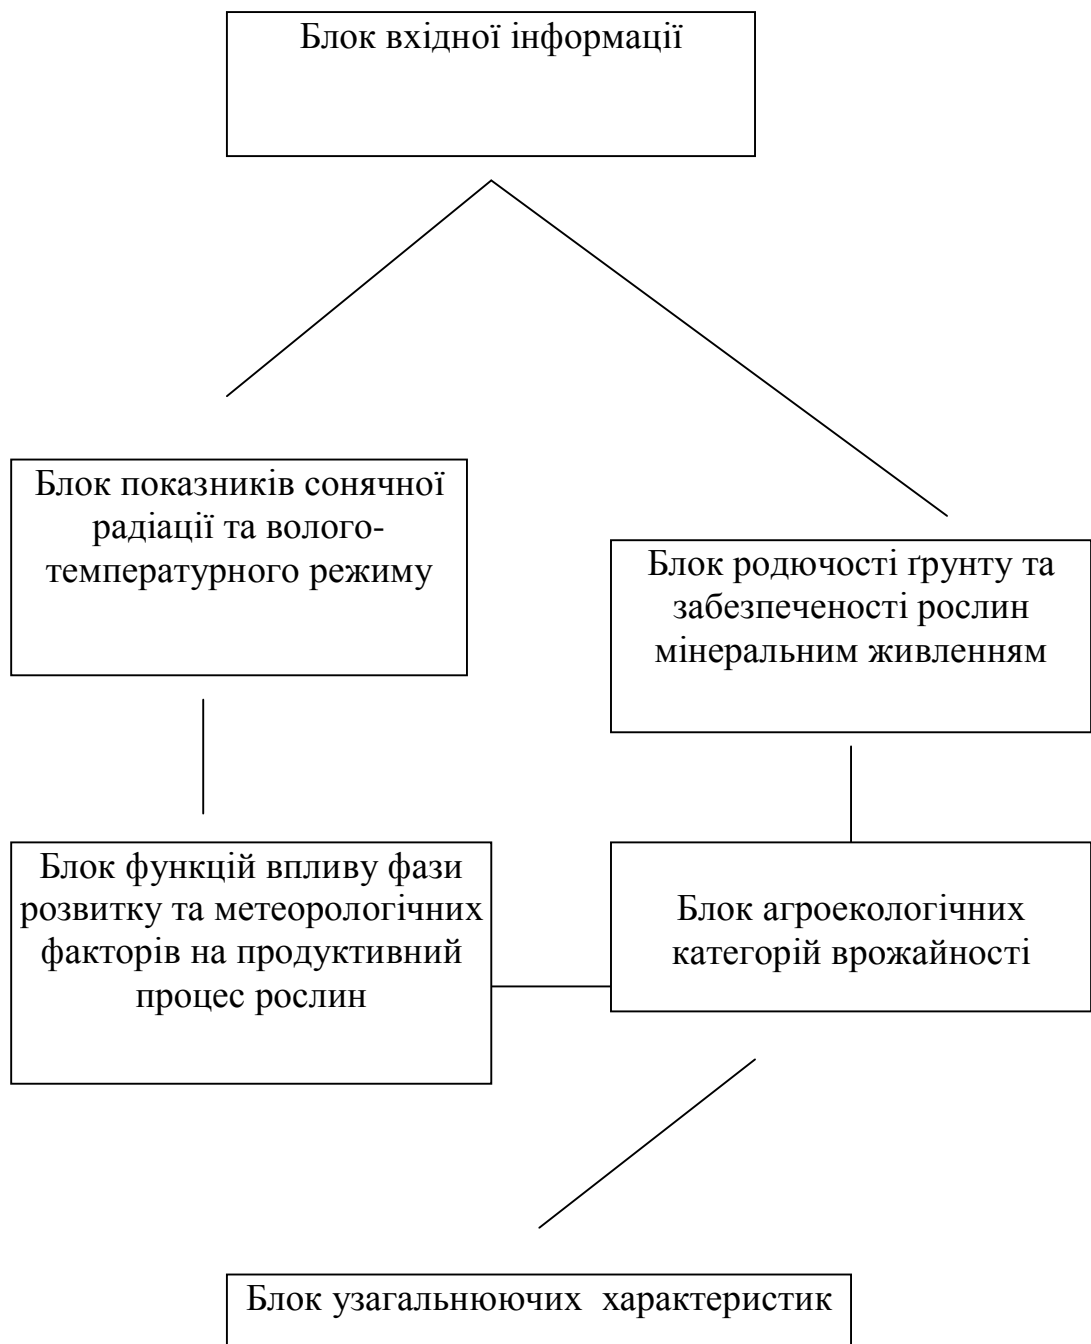 Блок вхідної інформації
Блок показників сонячної
радіації та волого-
температурного режиму
Блок родючості ґрунту та
забезпеченості рослин
мінеральним живленням
Блок функцій впливу фази
розвитку та метеорологічних
факторів на продуктивний
процес рослин
Блок агроекологічних
категорій врожайності
Блок узагальнюючих  характеристик